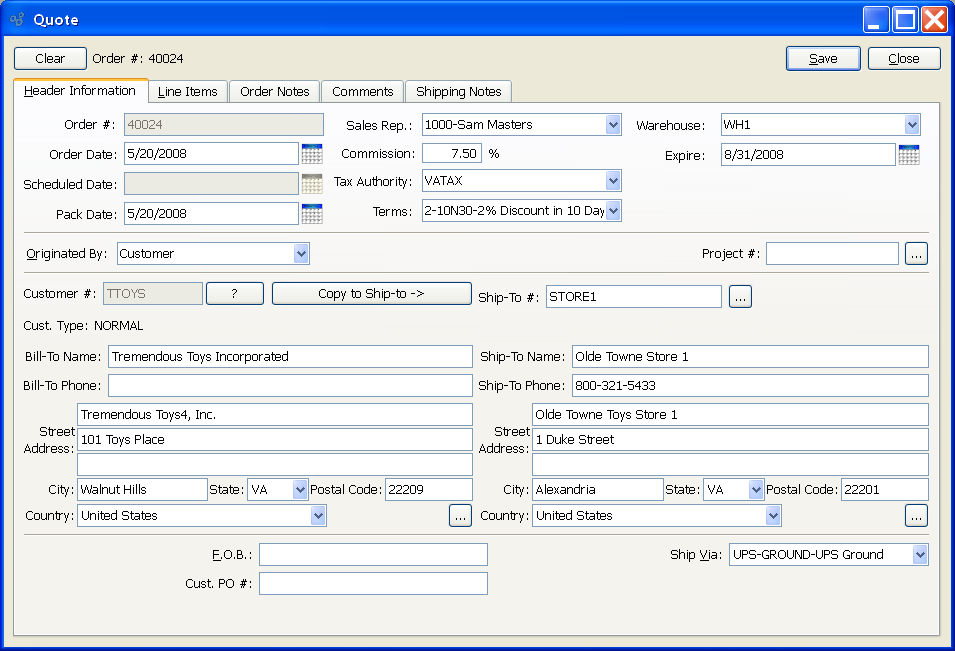 Quote
Clear Order #: 40024 Save Close
Header Information Line Items Order Notes Comments Shipping Notes
Order #: 40024 Sales Rep.: 1000-Sam Masters Warehouse: WH1
Order Date: 5/20/2008 Commission: 7.50 % Expire: 8/31/2008
Scheduled Date: Tax Authority: VATAX
Pack Date: 5/20/2008 Terms: 2-10N30-2% Discount in 10 Day
Originated By: Customer Project #: ...
Customer #: TTOYS ? Copy to Ship-to -> Ship-To #: STORE1 ...
Cust. Type: NORMAL
Bill-To Name: Tremendous Toys Incorporated Ship-To Name: Olde Towne Store 1
Bill-To Phone: Ship-To Phone: 800-321-5433
Tremendous Toys4, Inc. Olde Towne Toys Store 1
Street Address: 101 Toys Place Street Address: 1 Duke Street
City: Walnut Hills State: VA Postal Code: 22209 City: Alexandria State: VA Postal Code: 22201
Country: United States ... Country: United States ...
F.O.B.: Ship Via: UPS-GROUND-UPS Ground
Cust. PO #: